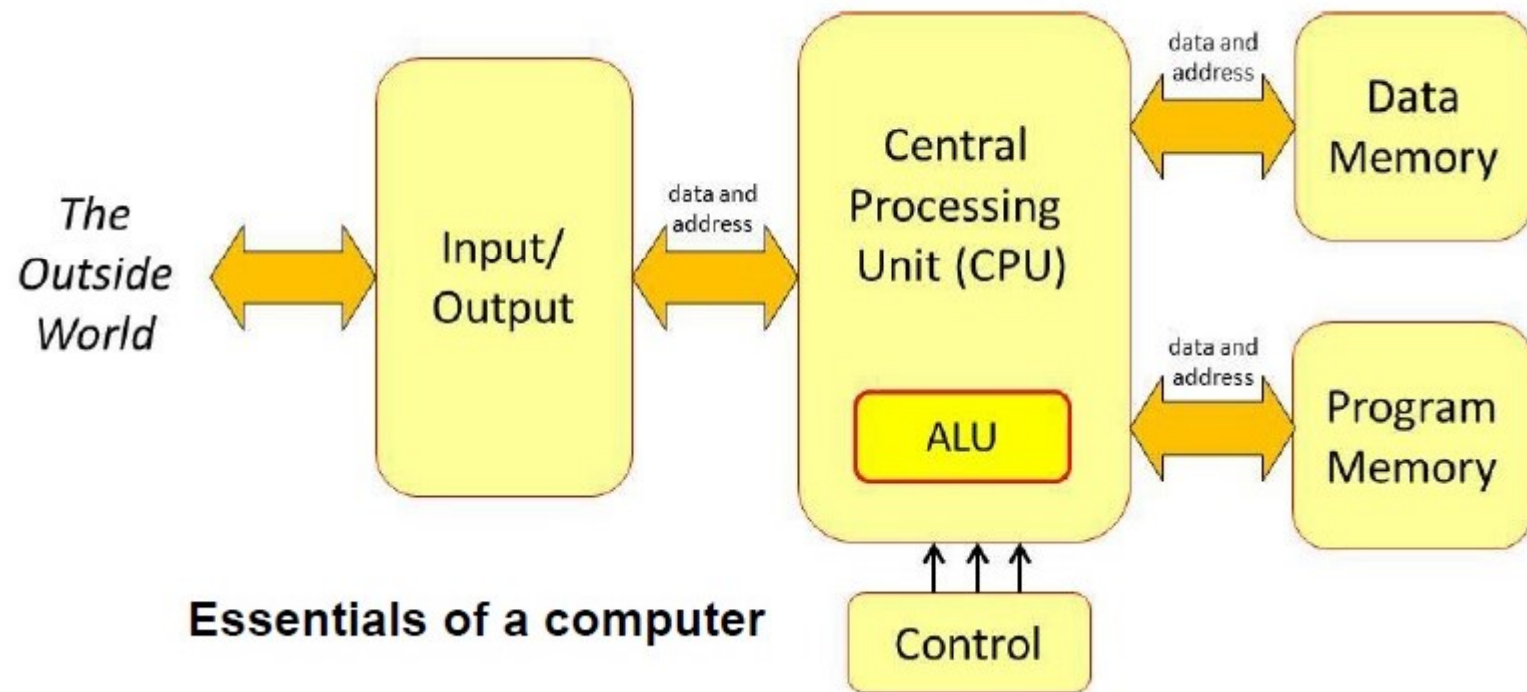 The
Outside
World
Input/
Output
data and
address
Central
Processing
Unit (CPU)
ALU
data and
address
Data
Memory
data and
address
Program
Memory
Control
Essentials of a computer